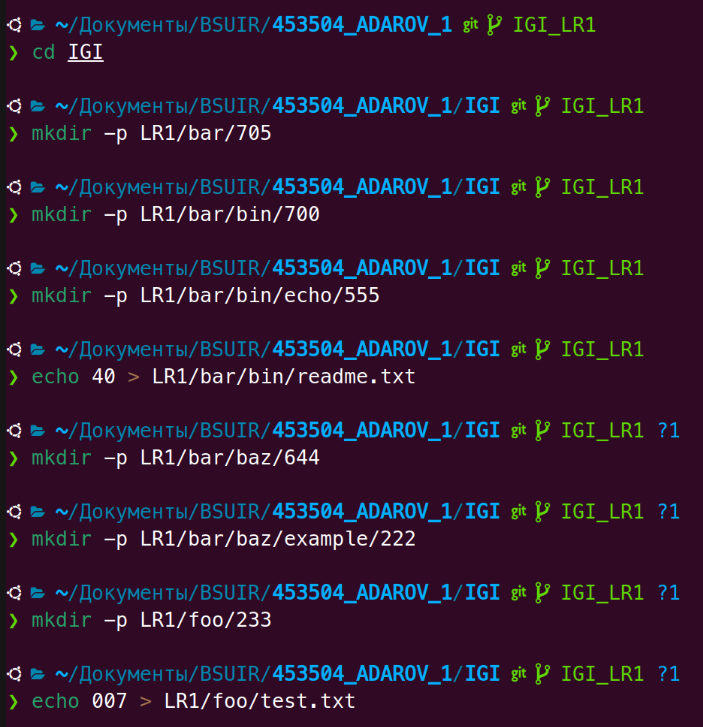 ~/Документы/BSUIR/453504_ADAROV_1 git IGI_LR1
❯ cd IGI
~/Документы/BSUIR/453504_ADAROV_1/IGI git IGI_LR1
❯ mkdir -p LR1/bar/705
~/Документы/BSUIR/453504_ADAROV_1/IGI git IGI_LR1
❯ mkdir -p LR1/bar/bin/700
~/Документы/BSUIR/453504_ADAROV_1/IGI git IGI_LR1
❯ mkdir -p LR1/bar/bin/echo/555
~/Документы/BSUIR/453504_ADAROV_1/IGI git IGI_LR1
❯ echo 40 > LR1/bar/bin/readme.txt
~/Документы/BSUIR/453504_ADAROV_1/IGI git IGI_LR1 ?1
❯ mkdir -p LR1/bar/baz/644
~/Документы/BSUIR/453504_ADAROV_1/IGI git IGI_LR1 ?1
❯ mkdir -p LR1/bar/baz/example/222
~/Документы/BSUIR/453504_ADAROV_1/IGI git IGI_LR1 ?1
❯ mkdir -p LR1/foo/233
~/Документы/BSUIR/453504_ADAROV_1/IGI git IGI_LR1 ?1
❯ echo 007 > LR1/foo/test.txt